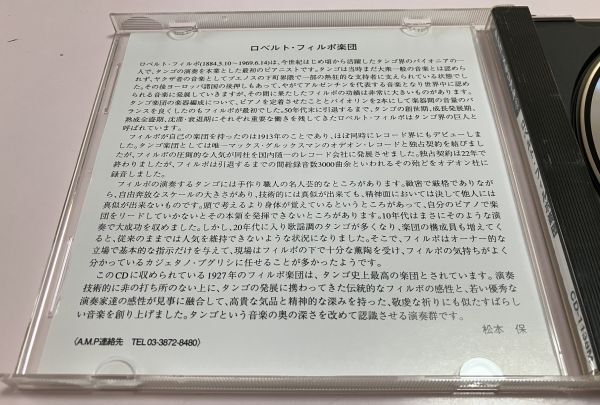 ロベルト・フィルポ楽団
ロベルト・フィルポ(1884.3.10～1969.6.14)は、今世紀はじめ頃から活躍したタンゴ界のパイオニアの一
人で、タンゴの演奏を本業とした最初のピアニストです。タンゴは当時まだ大衆一般の音楽とは認めら
れず、ヤクザ者の音楽としてブエノスの下町界隈で一部の熱狂的な支持者に支えられている状態でし
た。その後ヨーロッパ諸国の後押しもあって、やがてアルゼンチンを代表する音楽となり世界中に認め
られる音楽に発展していきますが、その間に果たしたフィルポの功績は非常に大きいものがあります。
タンゴ楽団の楽器編成について、ピアノを定着させたこととバイオリンを2本にして楽器間の音量のバ
ランスを良くしたのもフィルポが最初でした。50年代末に引退するまで、タンゴの創世期、成長発展期、
熟成全盛期、沈滞・衰退期にそれぞれ重要な働きを残してきたロベルト・フィルポはタンゴ界の巨人と
呼ばれています。
フィルポが自己の楽団を持ったのは1913年のことであり、ほぼ同時にレコード界にもデビューしま
した。タンゴ楽団としては唯一マックス・グルックスマンのオデオン・レコードと独占契約を結びました
が、フィルポの圧倒的な人気が同社を国内随一のレコード会社に発展させました。独占契約は22年で
終わりましたが、フィルポは引退するまでの間総録音数3000曲余といわれるその殆どをオデオン社に
録音しました。
フィルポの演奏するタンゴには手作り職人の名人芸的なところがあります。緻密で厳格でありなが
ら、自由奔放なスケールの大きさがあり、技術的には真似が出来ても、精神面においては決して他人には
真似が出来ないものです。頭で考えるより身体が覚えているというところがあって、自分のピアノで楽
団をリードしていかないとその本領を発揮できないところがあります。10年代はまさにそのような演
奏で大成功を収めました。しかし、20年代に入り歌謡調のタンゴが多くなり、楽団の構成員も増えてく
ると、従来のままでは人気を維持できないような状況になりました。そこで、フィルポはオーナー的な
立場で基本的な指示だけを与えて、現場はフィルポの下で十分な薫陶を受け、フィルポの気持ちがよく
分かっているカジェタノ・プグリシに任せることが多かったようです。
このCDに収められている1927年のフィルポ楽団は、タンゴ史上最高の楽団とされています。演奏
技術的に非の打ち所のない上に、タンゴの発展に携わってきた伝統的なフィルポの感性と、若い優秀な
演奏家達の感性が見事に融合して、高貴な気品と精神的な深みを持った、敬虔な祈りにも似たすばらし
い音楽を創り上げました。タンゴという音楽の奥の深さを改めて認識させる演奏群です。
松本 保
〈A.M.P連絡先 TEL 03-3872-8480〉